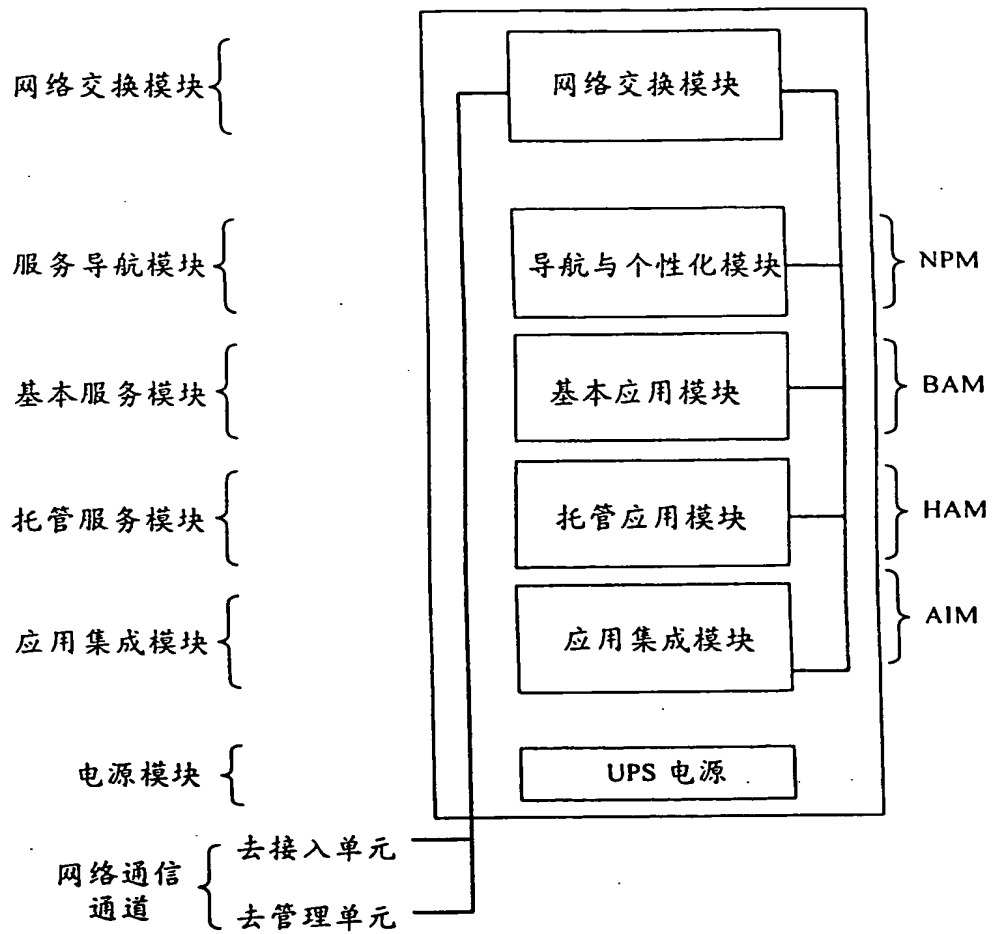 网络交换模块
网络交换模块
服务导航模块
导航与个性化模块
NPM
基本服务模块
基本应用模块
BAM
托管服务模块
托管应用模块
HAM
应用集成模块
应用集成模块
AIM
电源模块
UPS 电源
网络通信
通道
去接入单元
去管理单元